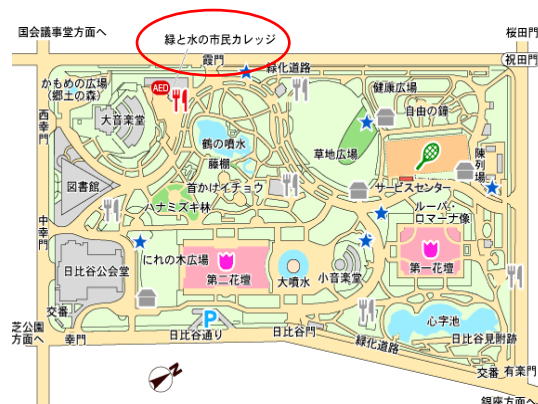 国会議事堂方面へ
緑と水の市民カレッジ
桜田門
霞門
祝田門
緑化道路
かもめの広場
(郷土の森)
AED
健康広場
自由の鐘
大音楽堂
西幸門
鶴の噴水
草地広場
藤棚
陳列場
図書館
首かけイチョウ
サービスセンター
ハナミズキ林
ルーパ・
ロマーナ像
中幸門
にれの木広場
日比谷公会堂
第二花壇
大噴水
小音楽堂
第一花壇
交番
P
心字池
芝公園
方面へ
幸門
日比谷通り
日比谷門
緑化道路
日比谷見附跡
交番
有楽門
銀座方面へ